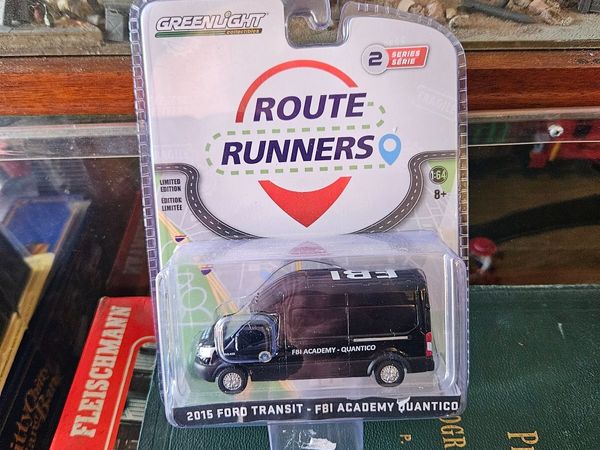 GREENLIGHT
collectibles
2 SERIES
SÉRIE
ROUTE
RUNNERS
LIMITED
EDITION
ÉDITION
LIMITÉE
1:64
8+
FBI
FBI ACADEMY - QUANTICO
2015 FORD TRANSIT - FBI ACADEMY QUANTICO
FLEISCHMANN
P.